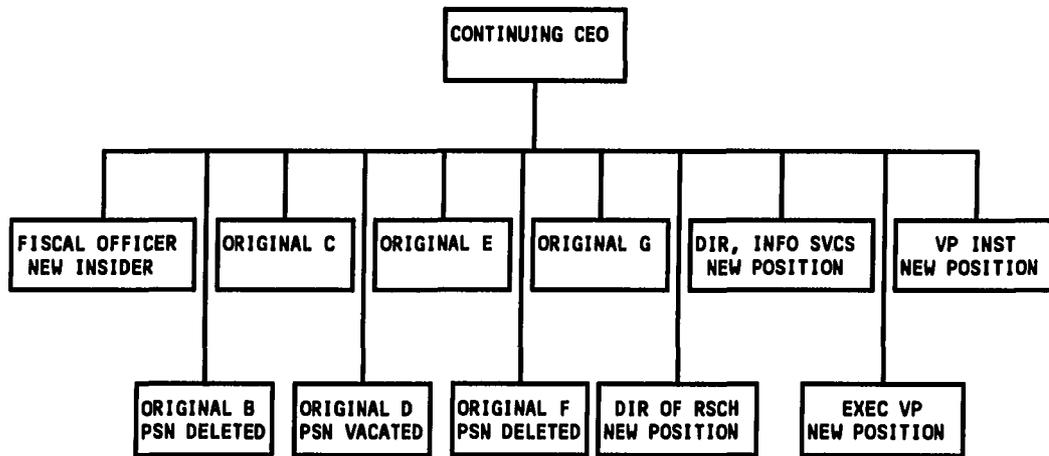 CONTINUING CEO
FISCAL OFFICER
NEW INSIDER
ORIGINAL C
ORIGINAL E
ORIGINAL G
DIR, INFO SVCS
NEW POSITION
VP INST
NEW POSITION
ORIGINAL B
PSN DELETED
ORIGINAL D
PSN VACATED
ORIGINAL F
PSN DELETED
DIR OF RSCH
NEW POSITION
EXEC VP
NEW POSITION